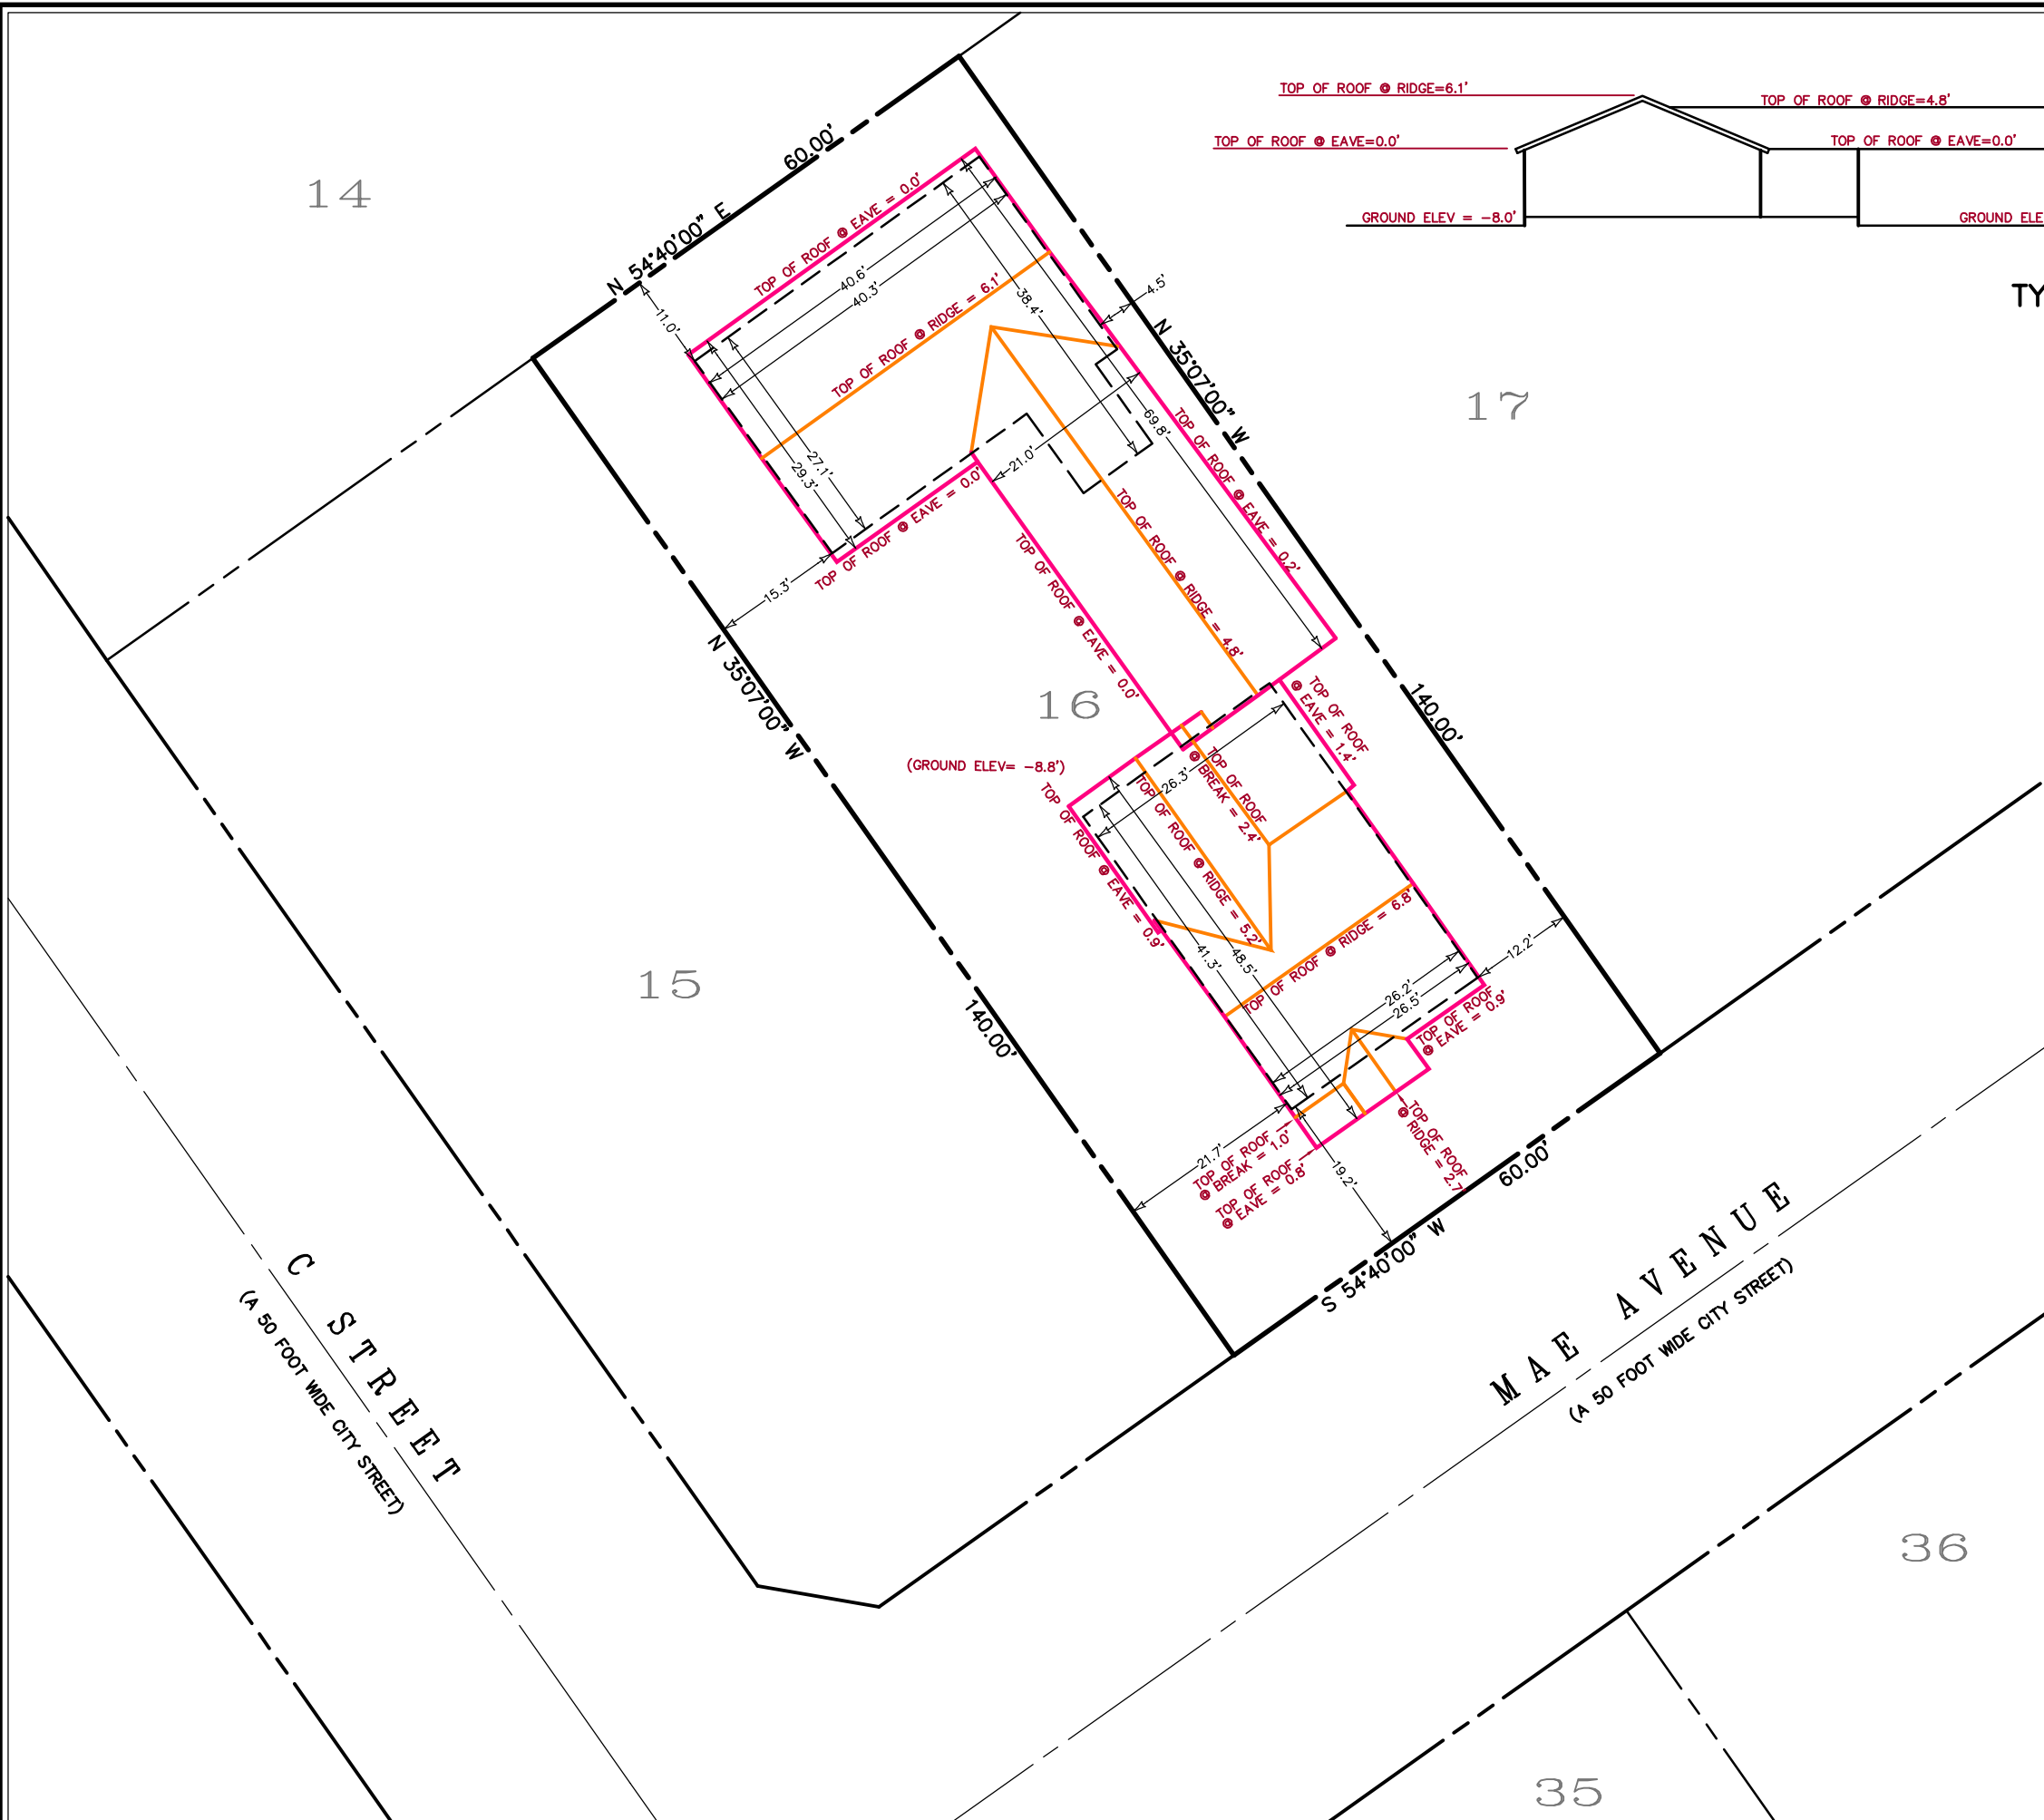 TOP OF ROOF @ RIDGE=6.1'
TOP OF ROOF @ RIDGE=4.8'
TOP OF ROOF @ EAVE=0.0'
TOP OF ROOF @ EAVE=0.0'
GROUND ELEV = -8.0'
GROUND ELE
TY
14
60.00'
N 54°40'00" E
TOP OF ROOF @ EAVE = 0.0'
40.6'
40.3'
38.4'
4.5'
11.0'
TOP OF ROOF @ RIDGE = 6.1'
N 35°07'00" W
17
69.8'
TOP OF ROOF @ EAVE = 0.2'
27.1'
29.3'
21.0'
TOP OF ROOF @ EAVE = 0.0'
TOP OF ROOF @ RIDGE = 4.8'
TOP OF ROOF @ EAVE = 0.0'
15.3'
N 35°07'00" W
16
140.00'
TOP OF ROOF
@ EAVE = 1.4'
(GROUND ELEV= -8.8')
26.3'
TOP OF ROOF
@ BREAK = 2.4'
TOP OF ROOF @ RIDGE = 5.2'
TOP OF ROOF @ EAVE = 0.9'
15
41.3'
48.5'
TOP OF ROOF @ RIDGE = 6.8'
12.2'
26.2'
26.5'
TOP OF ROOF
@ EAVE = 0.9'
140.00'
21.7'
TOP OF ROOF
@ BREAK = 1.0'
TOP OF ROOF
@ EAVE = 0.8'
19.2'
TOP OF ROOF
@ RIDGE = 2.7'
60.00'
S 54°40'00" W
C STREET
(A 50 FOOT WIDE CITY STREET)
MAE AVENUE
(A 50 FOOT WIDE CITY STREET)
36
35